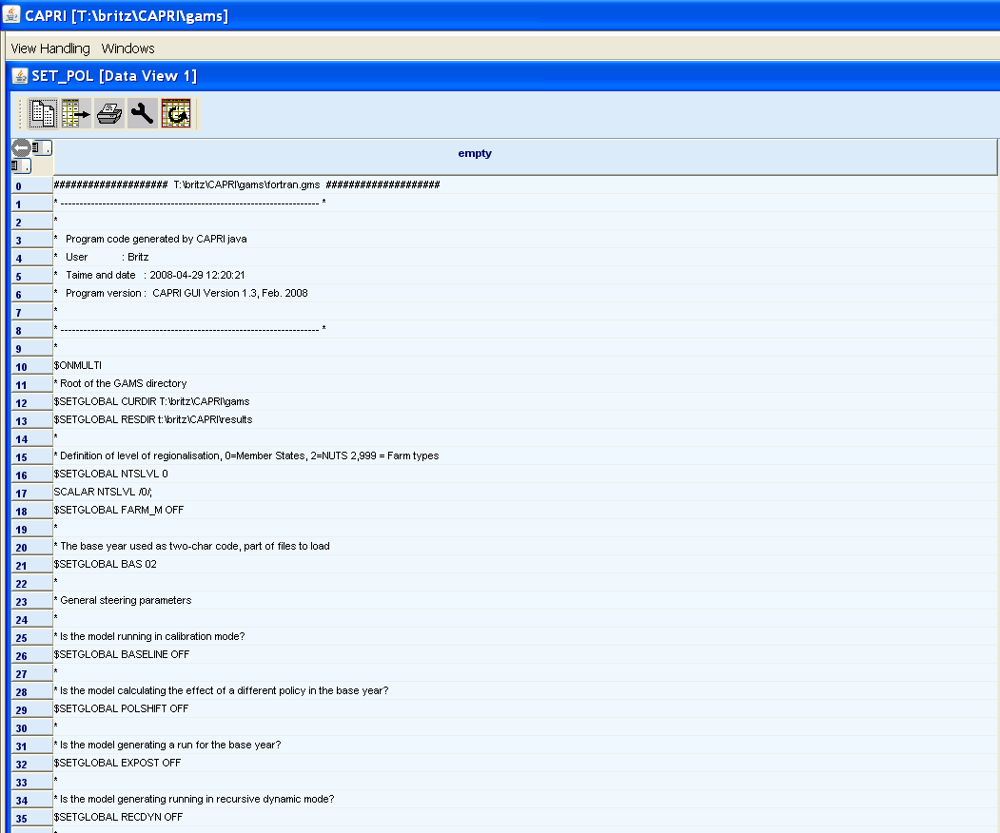 CAPRI [T:\britz\CAPRI\gams]
View Handling Windows
SET_POL [Data View 1]
empty
0 #################### T:\britz\CAPRI\gams\fortran.gms ####################
1 * -------------------------------------------------------------------- *
2 *
3 * Program code generated by CAPRI java
4 * User : Britz
5 * Taime and date : 2008-04-29 12:20:21
6 * Program version : CAPRI GUI Version 1.3, Feb. 2008
7 *
8 * -------------------------------------------------------------------- *
9 *
10 $ONMULTI
11 * Root of the GAMS directory
12 $SETGLOBAL CURDIR T:\britz\CAPRI\gams
13 $SETGLOBAL RESDIR t:\britz\CAPRI\results
14 *
15 * Definition of level of regionalisation, 0=Member States, 2=NUTS 2,999 = Farm types
16 $SETGLOBAL NTSLVL 0
17 SCALAR NTSLVL /0/;
18 $SETGLOBAL FARM_M OFF
19 *
20 * The base year used as two-char code, part of files to load
21 $SETGLOBAL BAS 02
22 *
23 * General steering parameters
24 *
25 * Is the model running in calibration mode?
26 $SETGLOBAL BASELINE OFF
27 *
28 * Is the model calculating the effect of a different policy in the base year?
29 $SETGLOBAL POLSHIFT OFF
30 *
31 * Is the model generating a run for the base year?
32 $SETGLOBAL EXPOST OFF
33 *
34 * Is the model generating running in recursive dynamic mode?
35 $SETGLOBAL RECDYN OFF
*